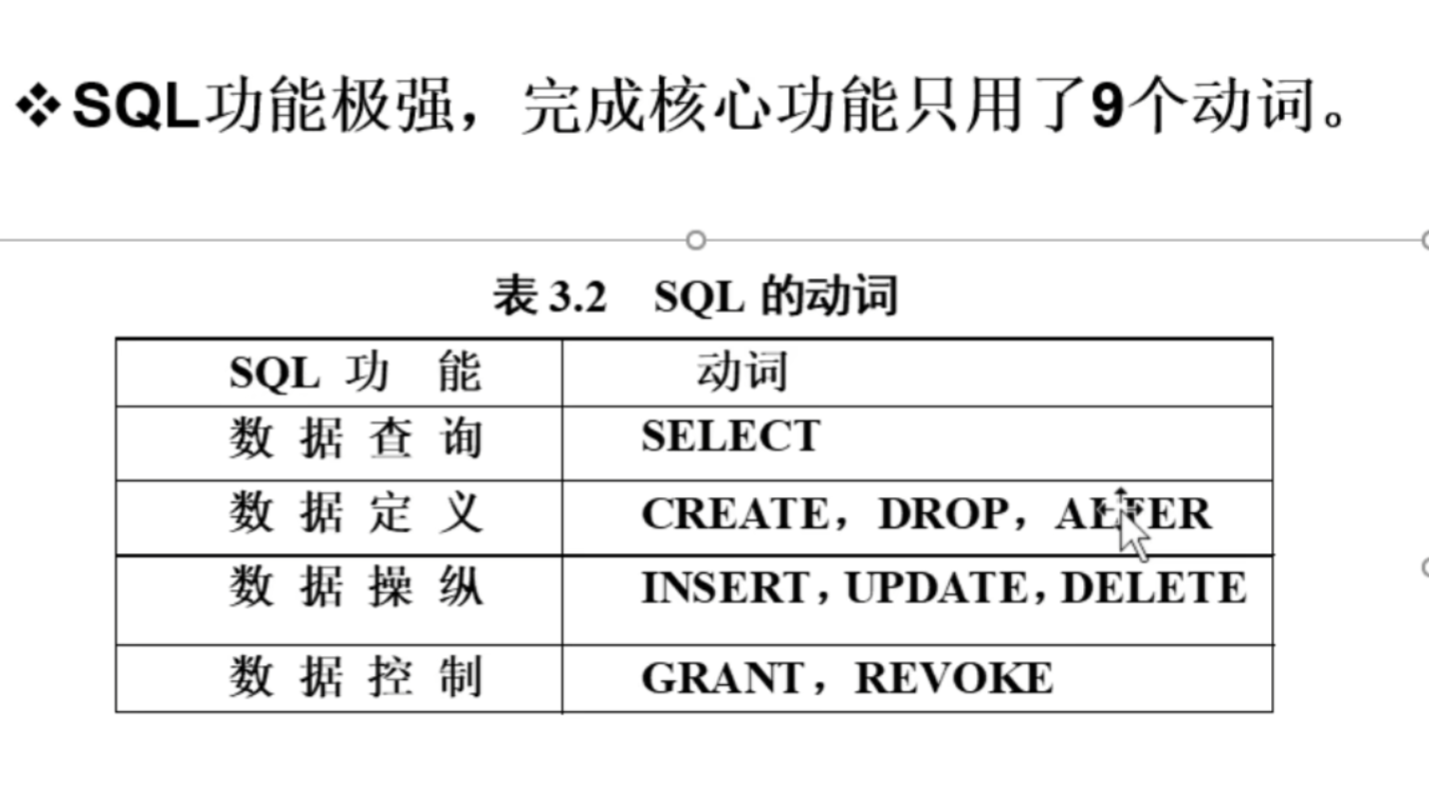 ❖SQL功能极强，完成核心功能只用了9个动词。
表 3.2 SQL 的动词
SQL 功 能 动词
数 据 查 询 SELECT
数 据 定 义 CREATE，DROP，ALTER
数 据 操 纵 INSERT，UPDATE，DELETE
数 据 控 制 GRANT，REVOKE